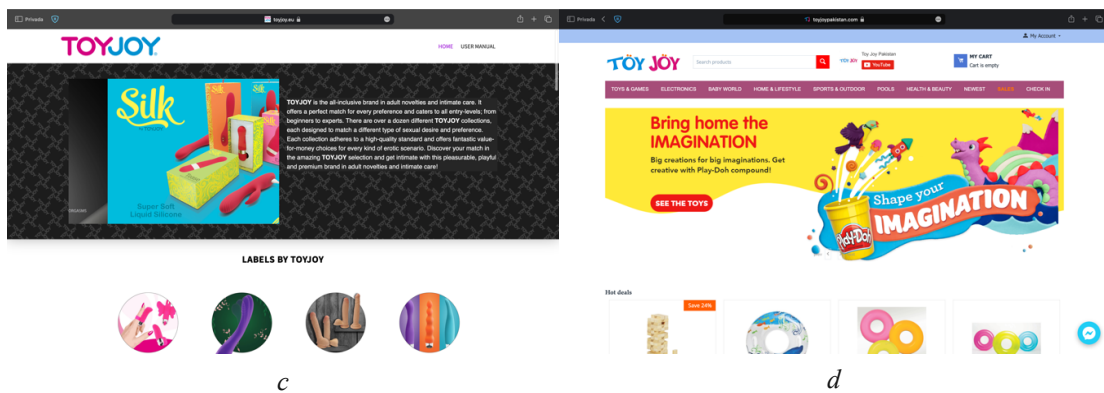 Privada
toyjoy.eu
TOYJOY.
HOME USER MANUAL
Silk
by TOYJOY
Silk
Super Soft
Liquid Silicone
TOYJOY is the all-inclusive brand in adult novelties and intimate care. It
offers a perfect match for every preference and caters to all entry-levels; from
beginners to experts. There are over a dozen different TOYJOY collections,
each designed to match a different type of sexual desire and preference.
Each collection adheres to a high-quality standard and offers fantastic value-
for-money choices for every kind of erotic scenario. Discover your match in
the amazing TOYJOY selection and get intimate with this pleasurable, playful
and premium brand in adult novelties and intimate care!
LABELS BY TOYJOY
c
Privada
toyjoypakistan.com
My Account
TÖY JÖY
Search products
TOY JOY
Toy Joy Pakistan
YouTube
MY CART
Cart is empty
TOYS & GAMES ELECTRONICS BABY WORLD HOME & LIFESTYLE SPORTS & OUTDOOR POOLS HEALTH & BEAUTY NEWEST SALES CHECK IN
Bring home the
IMAGINATION
Big creations for big imaginations. Get
creative with Play-Doh compound!
SEE THE TOYS
Play-Doh
Shape your
IMAGINATION
Hot deals
Save 24%
d